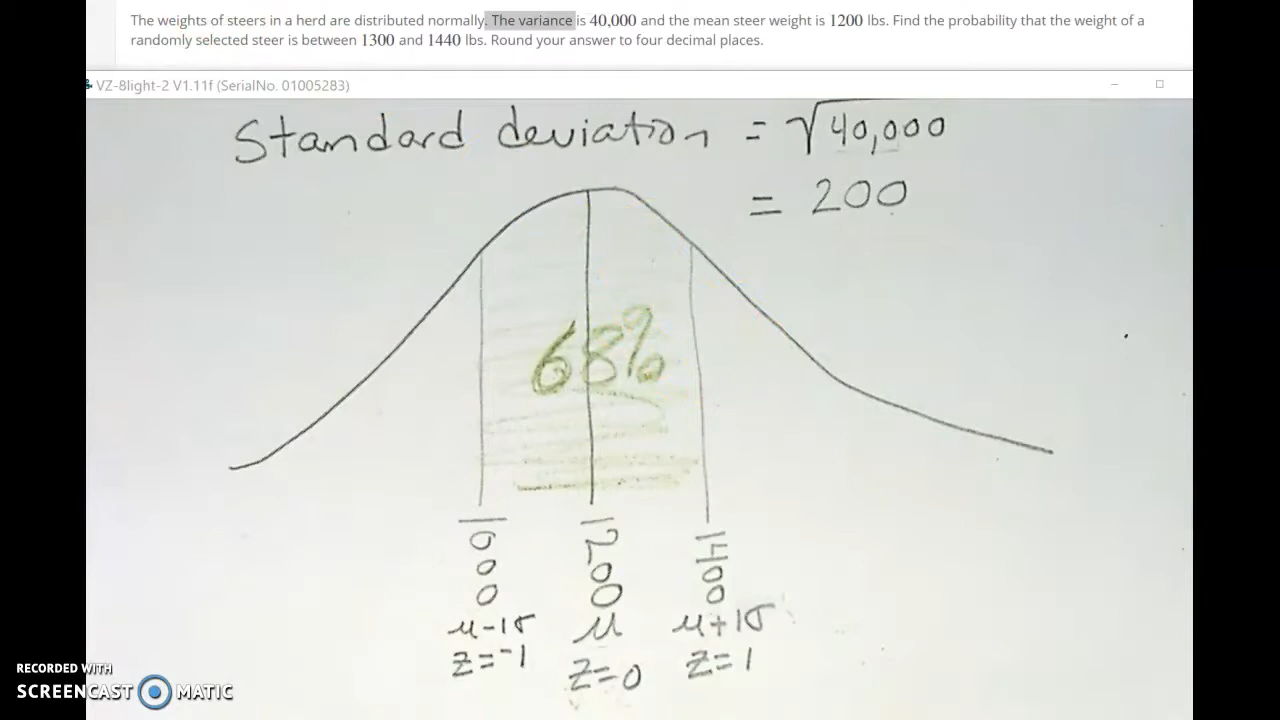 The weights of steers in a herd are distributed normally. The variance is 40,000 and the mean steer weight is 1200 lbs. Find the probability that the weight of a
randomly selected steer is between 1300 and 1440 lbs. Round your answer to four decimal places.
VZ-8light-2 V1.11f (SerialNo. 01005283)
Standard deviation = √40,000
= 200
68%
1000 1200 1400
μ-1σ μ μ+1σ
z=-1 z=0 z=1
RECORDED WITH
SCREENCAST MATIC